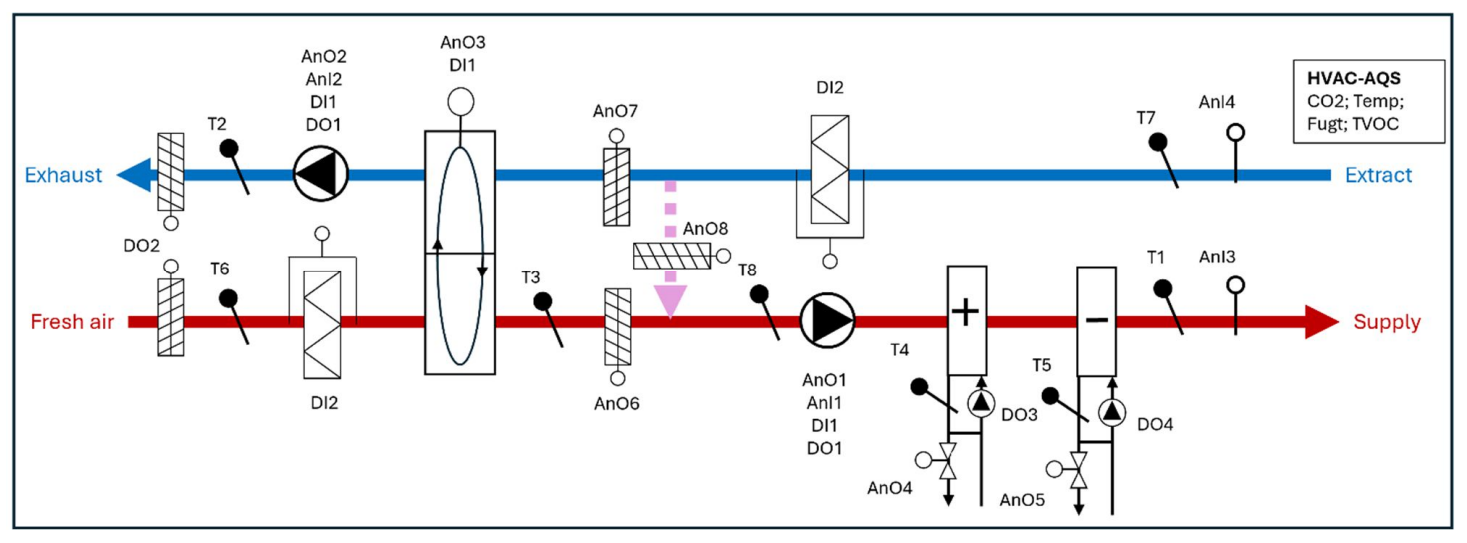 AnO3
DI1
AnO2
AnI2
DI1
DO1
HVAC-AQS
CO2; Temp;
Fugt; TVOC
DI2
AnO7
T2
T7
AnI4
Exhaust
Extract
DO2
AnO8
T6
T3
T8
T1
AnI3
Fresh air
+
−
Supply
T4
T5
DI2
AnO6
AnO1
AnI1
DI1
DO1
DO3
DO4
AnO4
AnO5